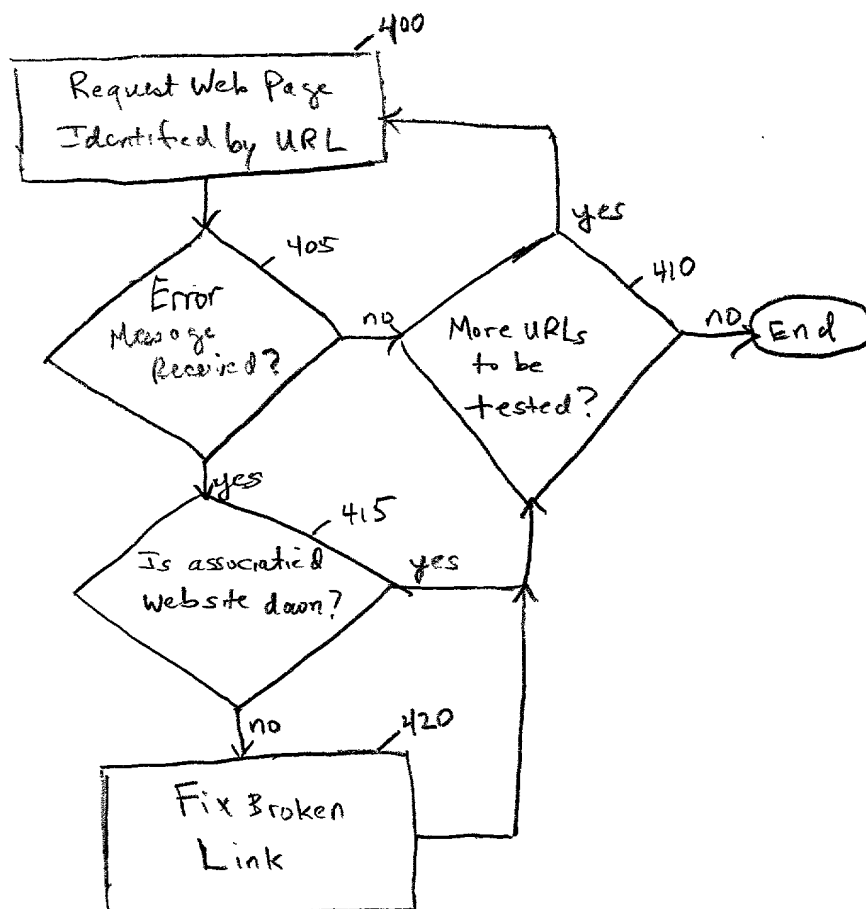 400
Request Web Page
Identified by URL
405
Error
Message
Received?
no
yes
410
More URLs
to be
tested?
yes
no
End
415
Is associatied
Website down?
yes
no
420
Fix Broken
Link